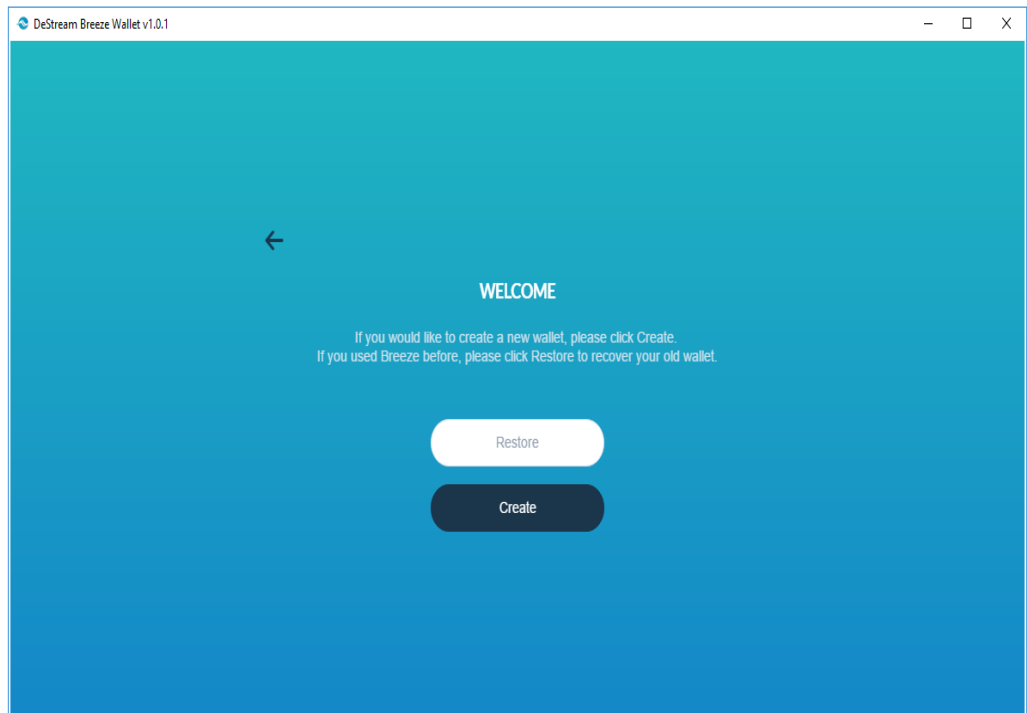 DeStream Breeze Wallet v1.0.1
WELCOME
If you would like to create a new wallet, please click Create.
If you used Breeze before, please click Restore to recover your old wallet.
Restore
Create